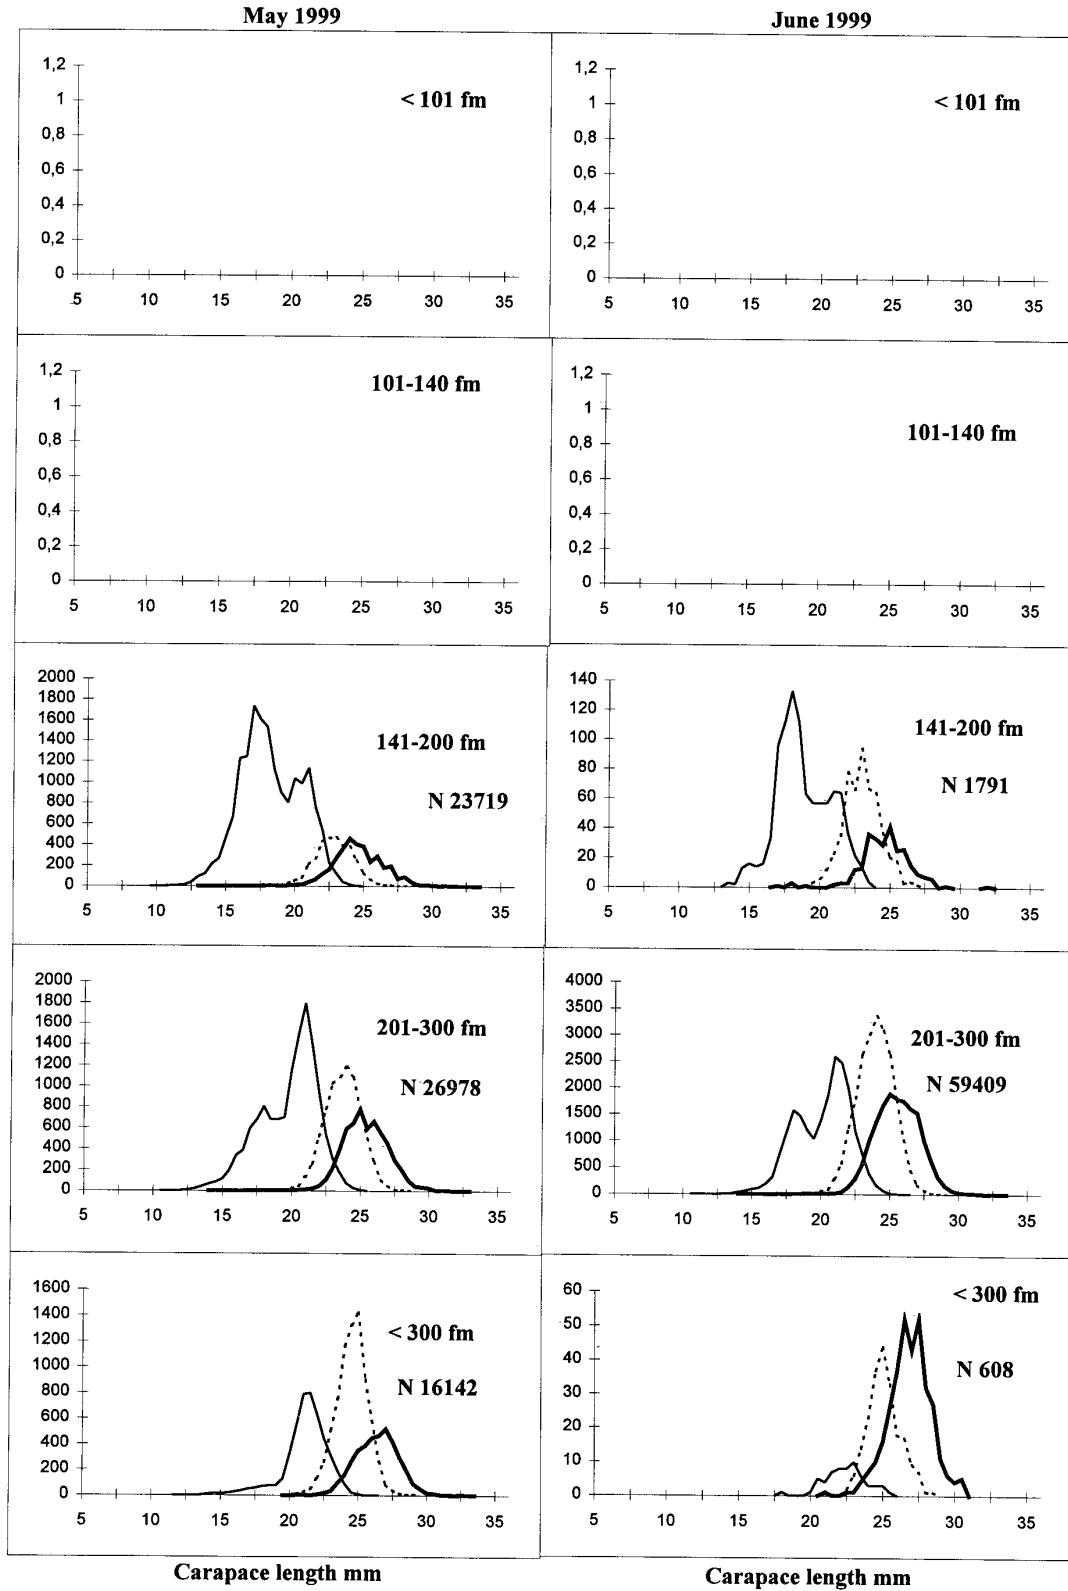 May 1999
June 1999
1,2
1
0,8
0,6
0,4
0,2
0
5 10 15 20 25 30 35
< 101 fm
1,2
1
0,8
0,6
0,4
0,2
0
5 10 15 20 25 30 35
< 101 fm
1,2
1
0,8
0,6
0,4
0,2
0
5 10 15 20 25 30 35
101-140 fm
1,2
1
0,8
0,6
0,4
0,2
0
5 10 15 20 25 30 35
101-140 fm
2000
1800
1600
1400
1200
1000
800
600
400
200
0
5 10 15 20 25 30 35
141-200 fm
N 23719
140
120
100
80
60
40
20
0
5 10 15 20 25 30 35
141-200 fm
N 1791
2000
1800
1600
1400
1200
1000
800
600
400
200
0
5 10 15 20 25 30 35
201-300 fm
N 26978
4000
3500
3000
2500
2000
1500
1000
500
0
5 10 15 20 25 30 35
201-300 fm
N 59409
1600
1400
1200
1000
800
600
400
200
0
5 10 15 20 25 30 35
< 300 fm
N 16142
60
50
40
30
20
10
0
5 10 15 20 25 30 35
< 300 fm
N 608
Carapace length mm
Carapace length mm